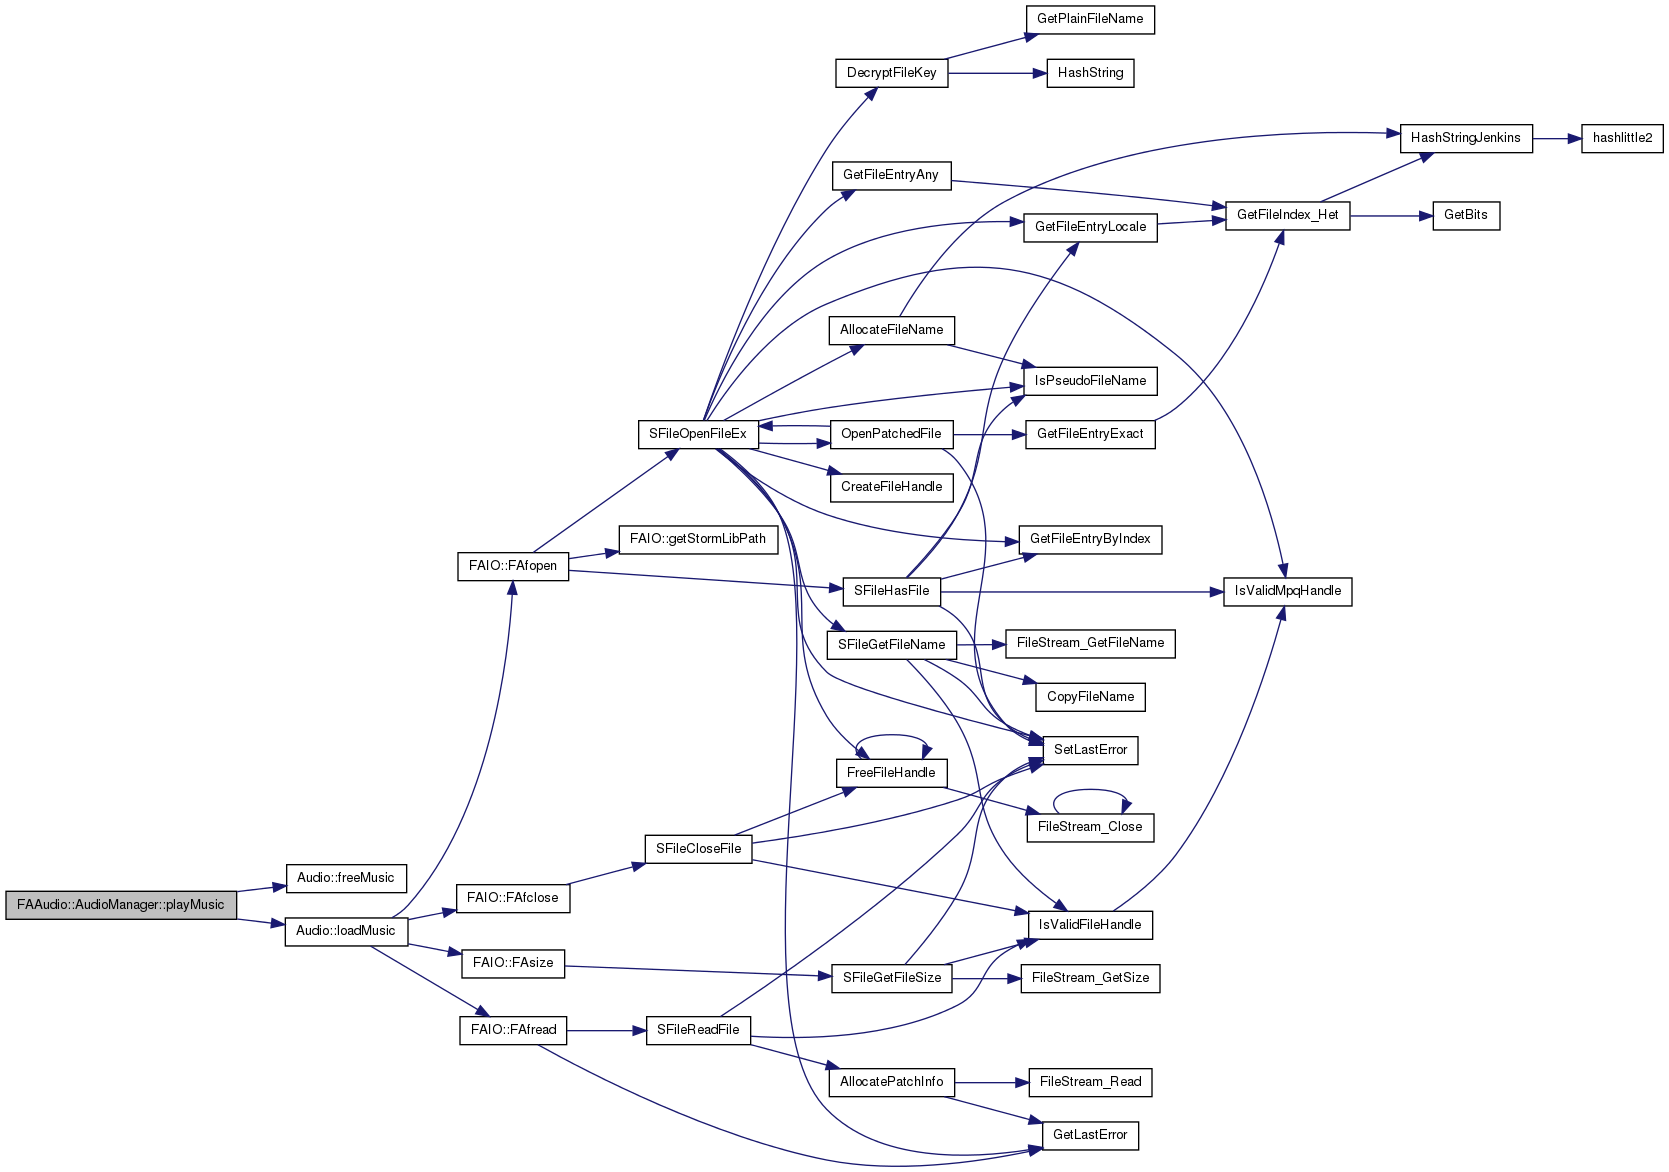 GetPlainFileName
DecryptFileKey
HashString
HashStringJenkins
hashlittle2
GetFileEntryAny
GetFileIndex_Het
GetBits
GetFileEntryLocale
AllocateFileName
IsPseudoFileName
SFileOpenFileEx
OpenPatchedFile
GetFileEntryExact
CreateFileHandle
FAIO::getStormLibPath
GetFileEntryByIndex
FAIO::FAfopen
SFileHasFile
IsValidMpqHandle
SFileGetFileName
FileStream_GetFileName
CopyFileName
SetLastError
FreeFileHandle
FileStream_Close
SFileCloseFile
Audio::freeMusic
FAIO::FAfclose
FAAudio::AudioManager::playMusic
Audio::loadMusic
IsValidFileHandle
FAIO::FAsize
SFileGetFileSize
FileStream_GetSize
FAIO::FAfread
SFileReadFile
AllocatePatchInfo
FileStream_Read
GetLastError